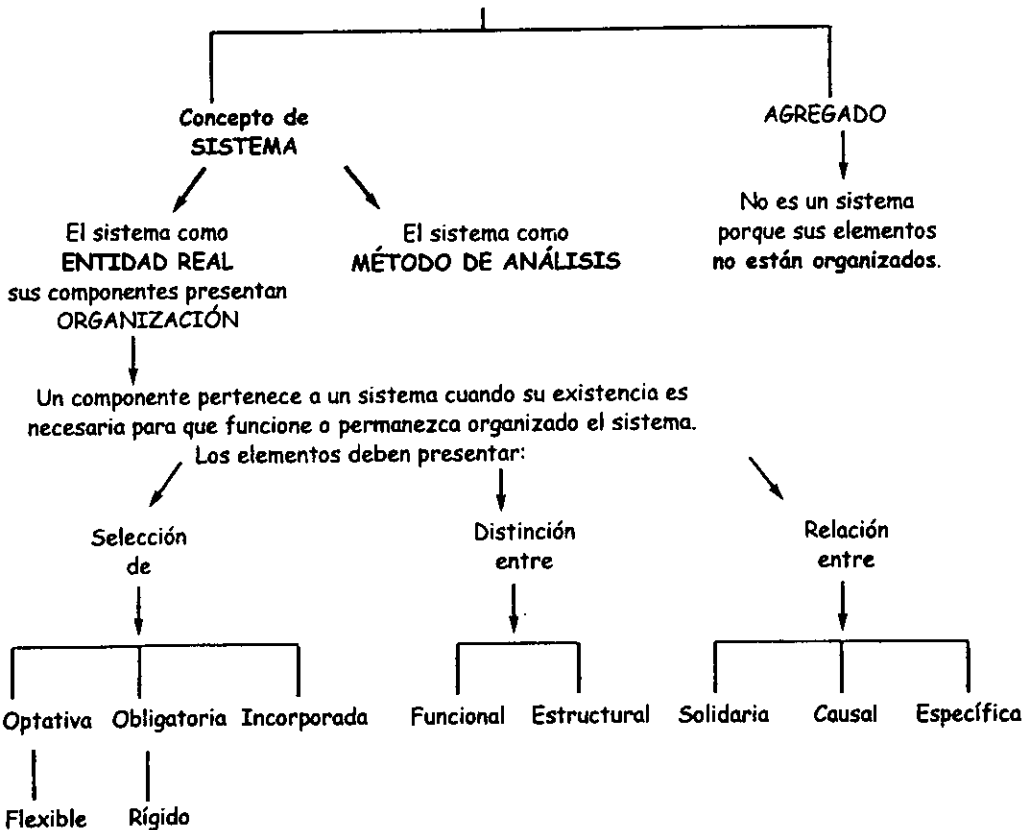 Concepto de
SISTEMA
AGREGADO
El sistema como
ENTIDAD REAL
sus componentes presentan
ORGANIZACIÓN
El sistema como
MÉTODO DE ANÁLISIS
No es un sistema
porque sus elementos
no están organizados.
Un componente pertenece a un sistema cuando su existencia es
necesaria para que funcione o permanezca organizado el sistema.
Los elementos deben presentar:
Selección
de
Distinción
entre
Relación
entre
Optativa Obligatoria Incorporada Funcional Estructural Solidaria Causal Específica
Flexible Rígido